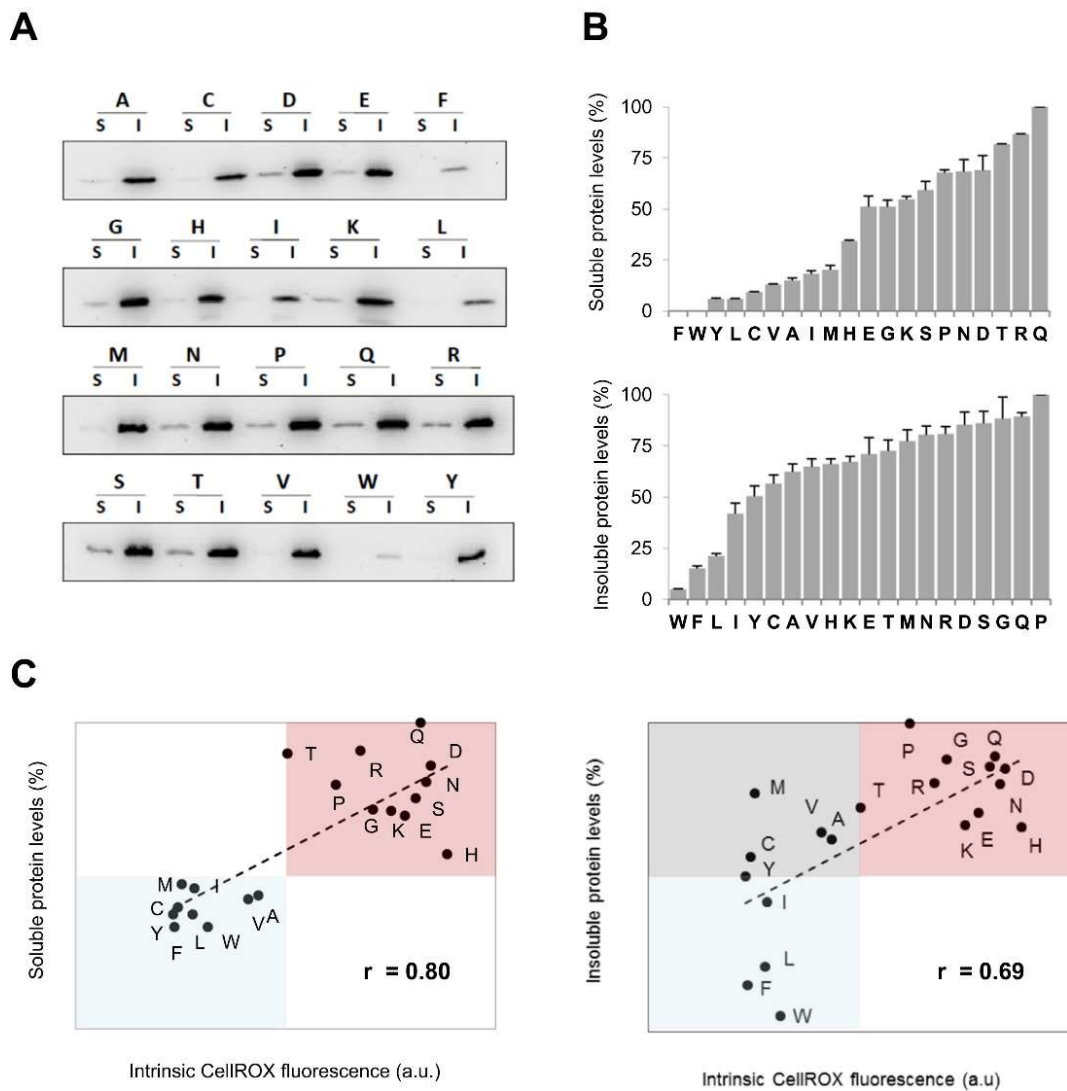 A
A C D E F
S I S I S I S I S I
G H I K L
S I S I S I S I S I
M N P Q R
S I S I S I S I S I
S T V W Y
S I S I S I S I S I
B
Soluble protein levels (%)
100
75
50
25
0
F W Y L C V A I M H E G K S P N D T R Q
Insoluble protein levels (%)
100
75
50
25
0
W F L I Y C A V H K E T M N R D S G Q P
C
Soluble protein levels (%)
Q
T
R
D
P
N
S
G K E
H
M I
C
Y
F L W V A
r = 0.80
Intrinsic CellROX fluorescence (a.u.)
Insoluble protein levels (%)
P G Q
S D
M
T R
V A
N
K E H
C
Y
I
L
F
W
r = 0.69
Intrinsic CellROX fluorescence (a.u)